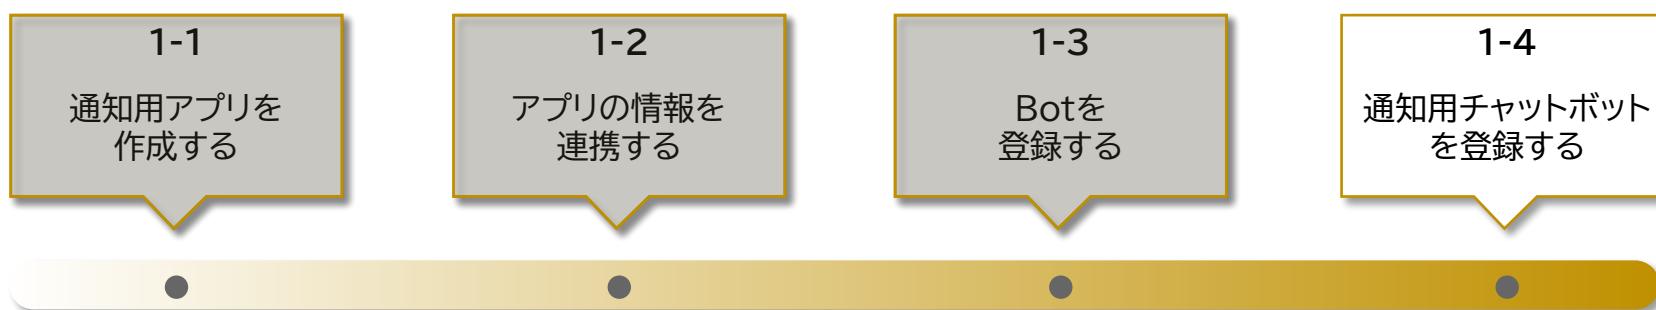 1-1
通知用アプリを
作成する
1-2
アプリの情報を
連携する
1-3
Botを
登録する
1-4
通知用チャットボット
を登録する